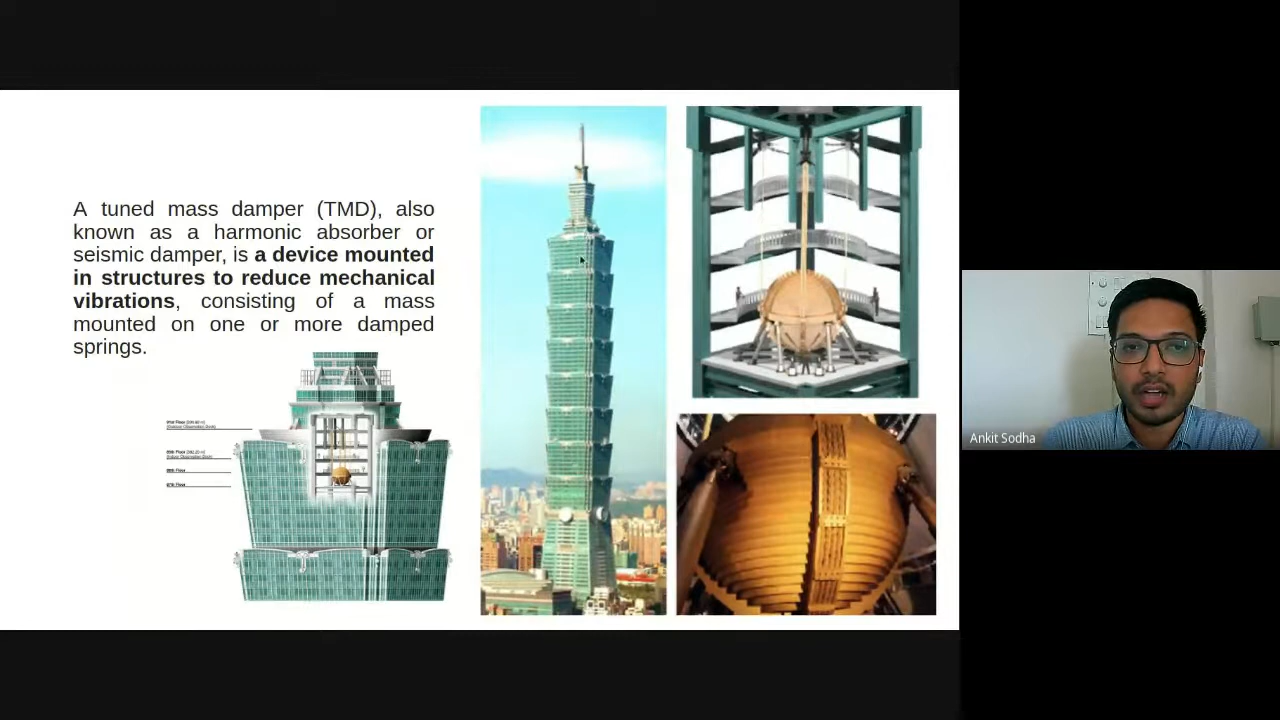 A tuned mass damper (TMD), also
known as a harmonic absorber or
seismic damper, is a device mounted
in structures to reduce mechanical
vibrations, consisting of a mass
mounted on one or more damped
springs.
Ankit Sodha